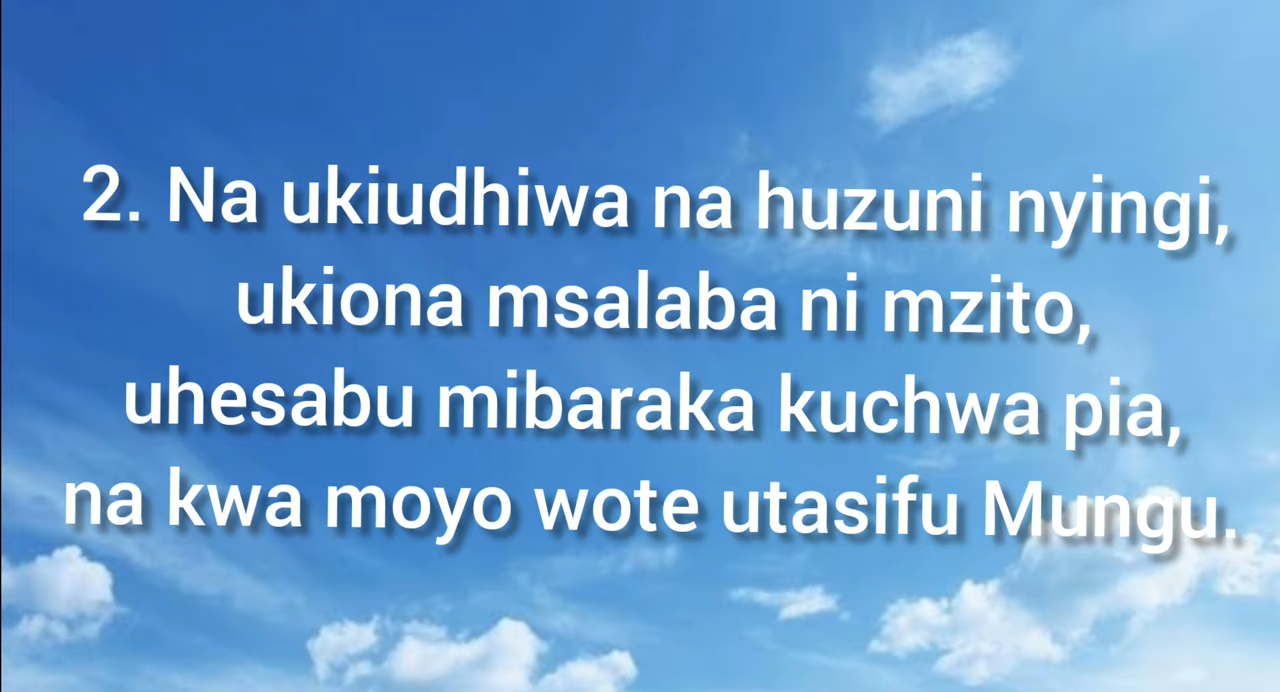 2. Na ukiudhiwa na huzuni nyingi,
ukiona msalaba ni mzito,
uhesabu mibaraka kuchwa pia,
na kwa moyo wote utasifu Mungu.